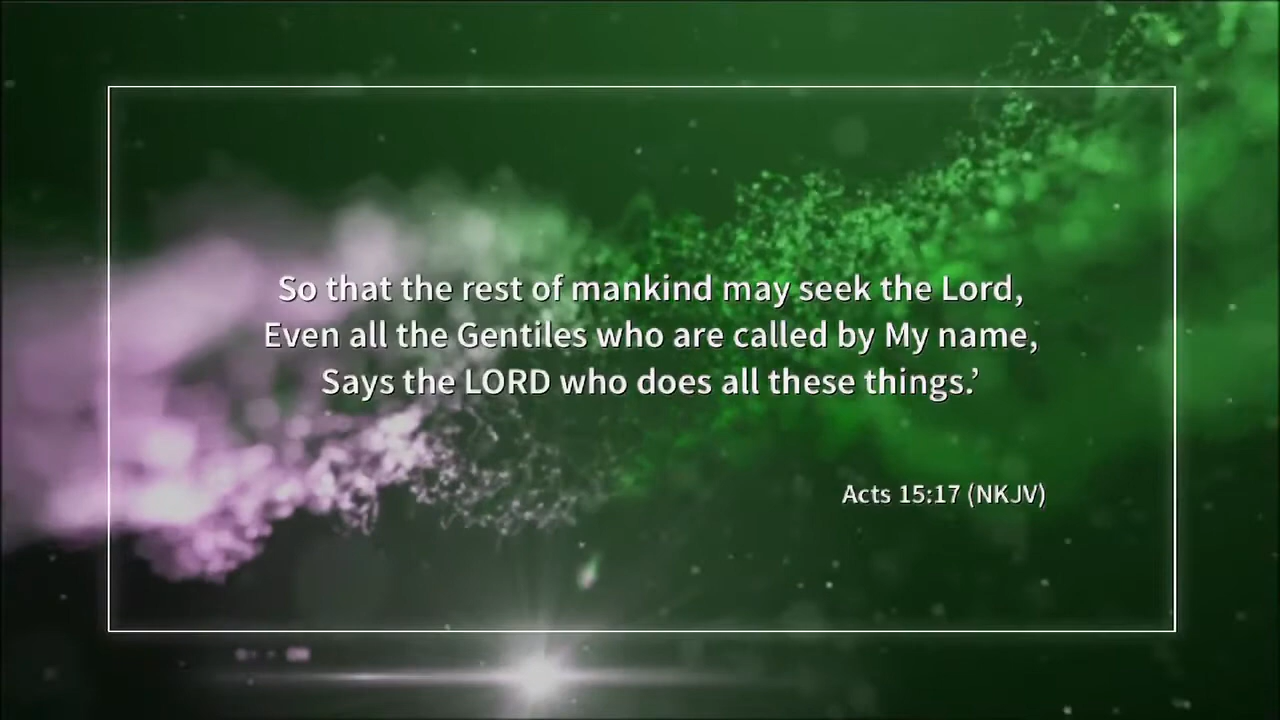 So that the rest of mankind may seek the Lord,
Even all the Gentiles who are called by My name,
Says the LORD who does all these things.’
Acts 15:17 (NKJV)